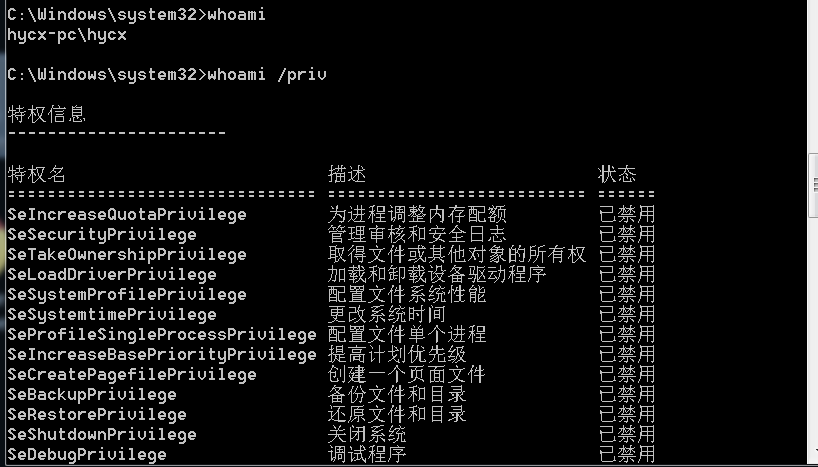 C:\Windows\system32>whoami
hycx-pc\hycx
C:\Windows\system32>whoami /priv
特权信息
----------------------
特权名 描述 状态
=============================== ========================== ======
SeIncreaseQuotaPrivilege 为进程调整内存配额 已禁用
SeSecurityPrivilege 管理审核和安全日志 已禁用
SeTakeOwnershipPrivilege 取得文件或其他对象的所有权 已禁用
SeLoadDriverPrivilege 加载和卸载设备驱动程序 已禁用
SeSystemProfilePrivilege 配置文件系统性能 已禁用
SeSystemtimePrivilege 更改系统时间 已禁用
SeProfileSingleProcessPrivilege 配置文件单个进程 已禁用
SeIncreaseBasePriorityPrivilege 提高计划优先级 已禁用
SeCreatePagefilePrivilege 创建一个页面文件 已禁用
SeBackupPrivilege 备份文件和目录 已禁用
SeRestorePrivilege 还原文件和目录 已禁用
SeShutdownPrivilege 关闭系统 已禁用
SeDebugPrivilege 调试程序 已禁用